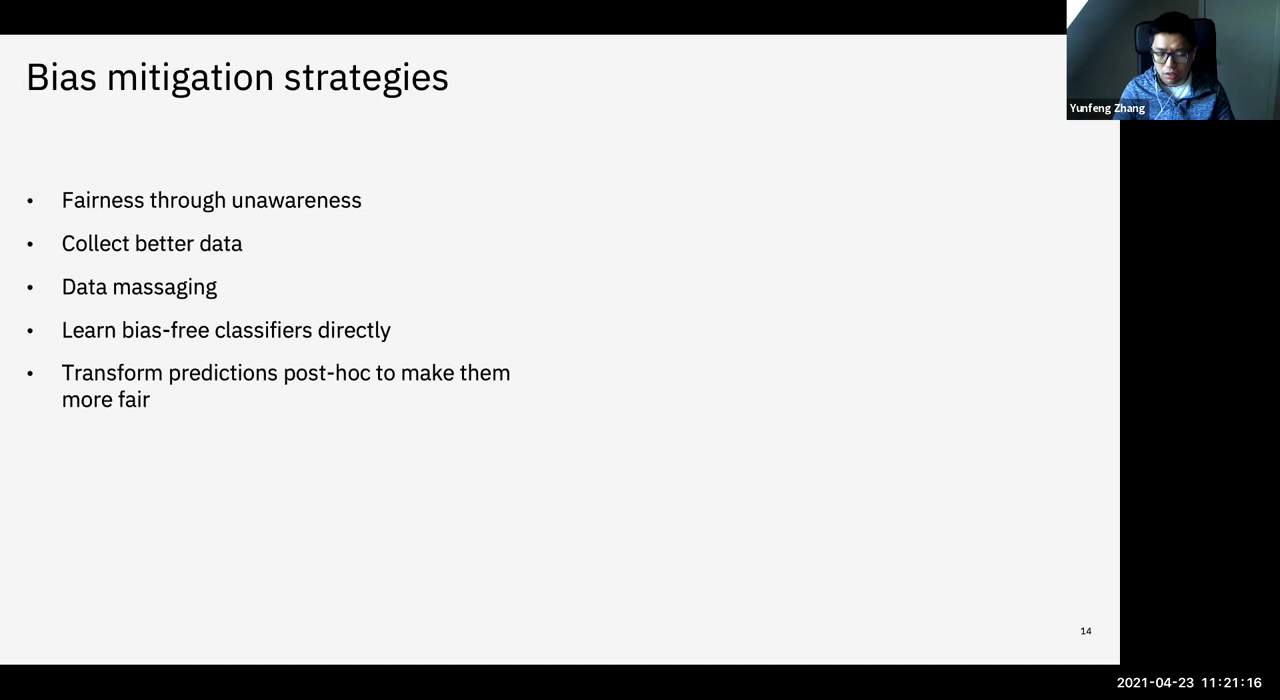 Bias mitigation strategies
Yunfeng Zhang
• Fairness through unawareness
• Collect better data
• Data massaging
• Learn bias-free classifiers directly
• Transform predictions post-hoc to make them
more fair
14
2021-04-23 11:21:16